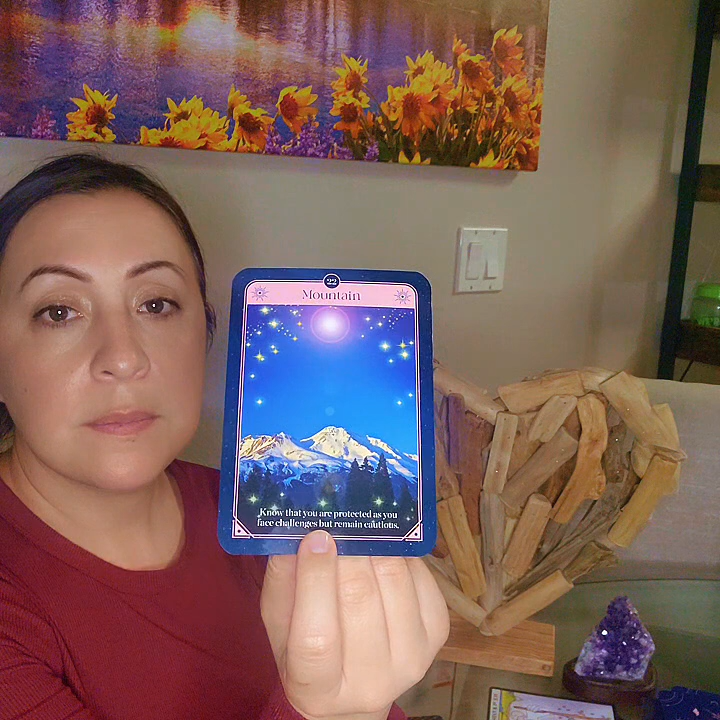 22
Mountain
Know that you are protected as you
face challenges but remain cautious.